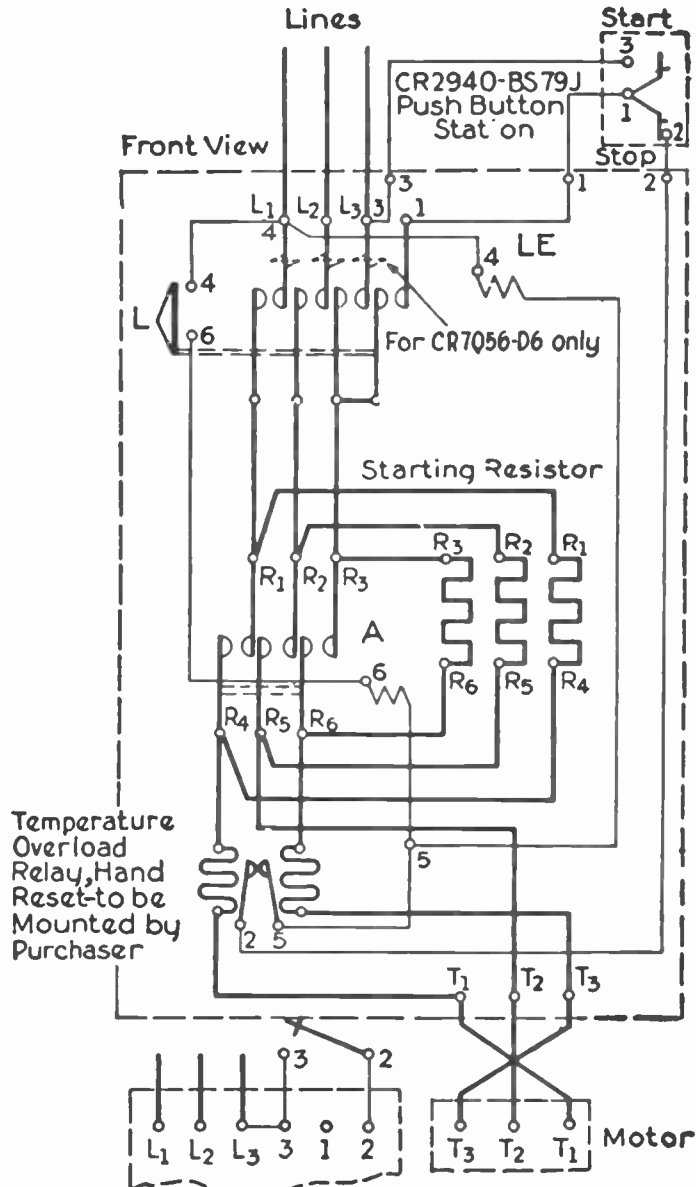 Lines
Start
3
CR2940-BS79J
Push Button
Station
1
2
Stop
Front View
3
1
2
L1 L2 L3 3 1
4
LE
4
4
L
6
For CR7056-D6 only
Starting Resistor
R3 R2 R1
R1 R2 R3
A
6
R6 R5 R4
R4 R5 R6
Temperature
Overload
Relay, Hand
Reset-to be
Mounted by
Purchaser
5
2 5
T1 T2 T3
3 2
L1 L2 L3 3 1 2
T3 T2 T1
Motor